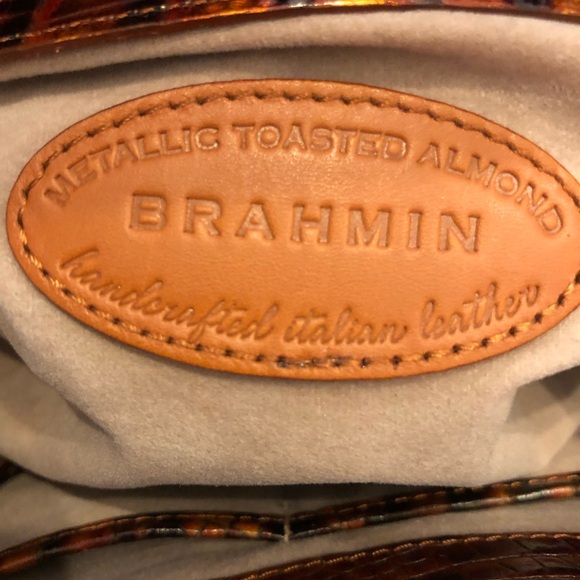 METALLIC TOASTED ALMOND
BRAHMIN
handcrafted italian leather